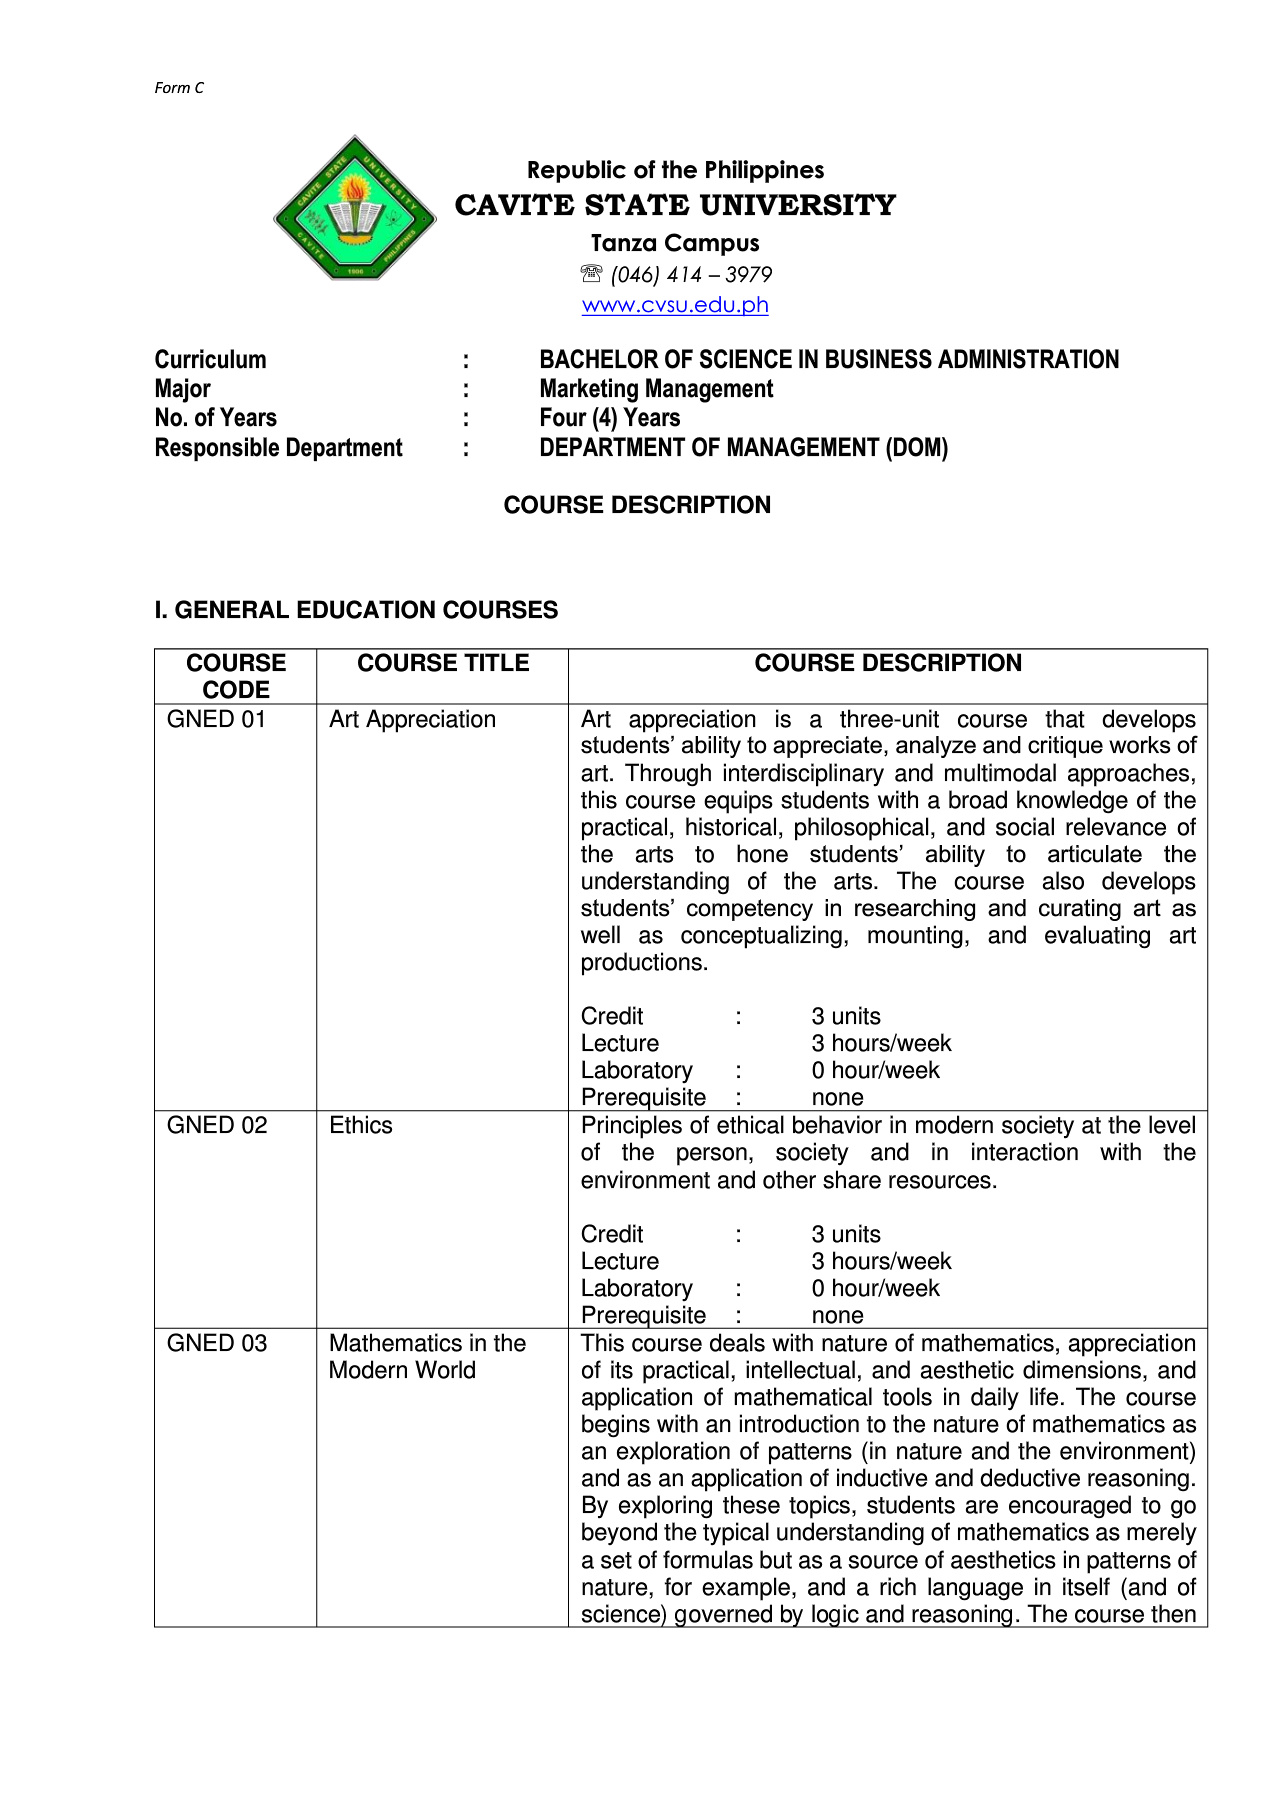 Form C
CAVITE STATE UNIVERSITY
CAVITE
PHILIPPINES
1906
Republic of the Philippines
CAVITE STATE UNIVERSITY
Tanza Campus
☏ (046) 414 – 3979
www.cvsu.edu.ph
Curriculum : BACHELOR OF SCIENCE IN BUSINESS ADMINISTRATION
Major : Marketing Management
No. of Years : Four (4) Years
Responsible Department : DEPARTMENT OF MANAGEMENT (DOM)
COURSE DESCRIPTION
I. GENERAL EDUCATION COURSES
COURSE CODE
COURSE TITLE
COURSE DESCRIPTION
GNED 01
Art Appreciation
Art appreciation is a three-unit course that develops
students’ ability to appreciate, analyze and critique works of
art. Through interdisciplinary and multimodal approaches,
this course equips students with a broad knowledge of the
practical, historical, philosophical, and social relevance of
the arts to hone students’ ability to articulate the
understanding of the arts. The course also develops
students’ competency in researching and curating art as
well as conceptualizing, mounting, and evaluating art
productions.
Credit : 3 units
Lecture 3 hours/week
Laboratory : 0 hour/week
Prerequisite : none
GNED 02
Ethics
Principles of ethical behavior in modern society at the level
of the person, society and in interaction with the
environment and other share resources.
Credit : 3 units
Lecture 3 hours/week
Laboratory : 0 hour/week
Prerequisite : none
GNED 03
Mathematics in the
Modern World
This course deals with nature of mathematics, appreciation
of its practical, intellectual, and aesthetic dimensions, and
application of mathematical tools in daily life. The course
begins with an introduction to the nature of mathematics as
an exploration of patterns (in nature and the environment)
and as an application of inductive and deductive reasoning.
By exploring these topics, students are encouraged to go
beyond the typical understanding of mathematics as merely
a set of formulas but as a source of aesthetics in patterns of
nature, for example, and a rich language in itself (and of
science) governed by logic and reasoning. The course then